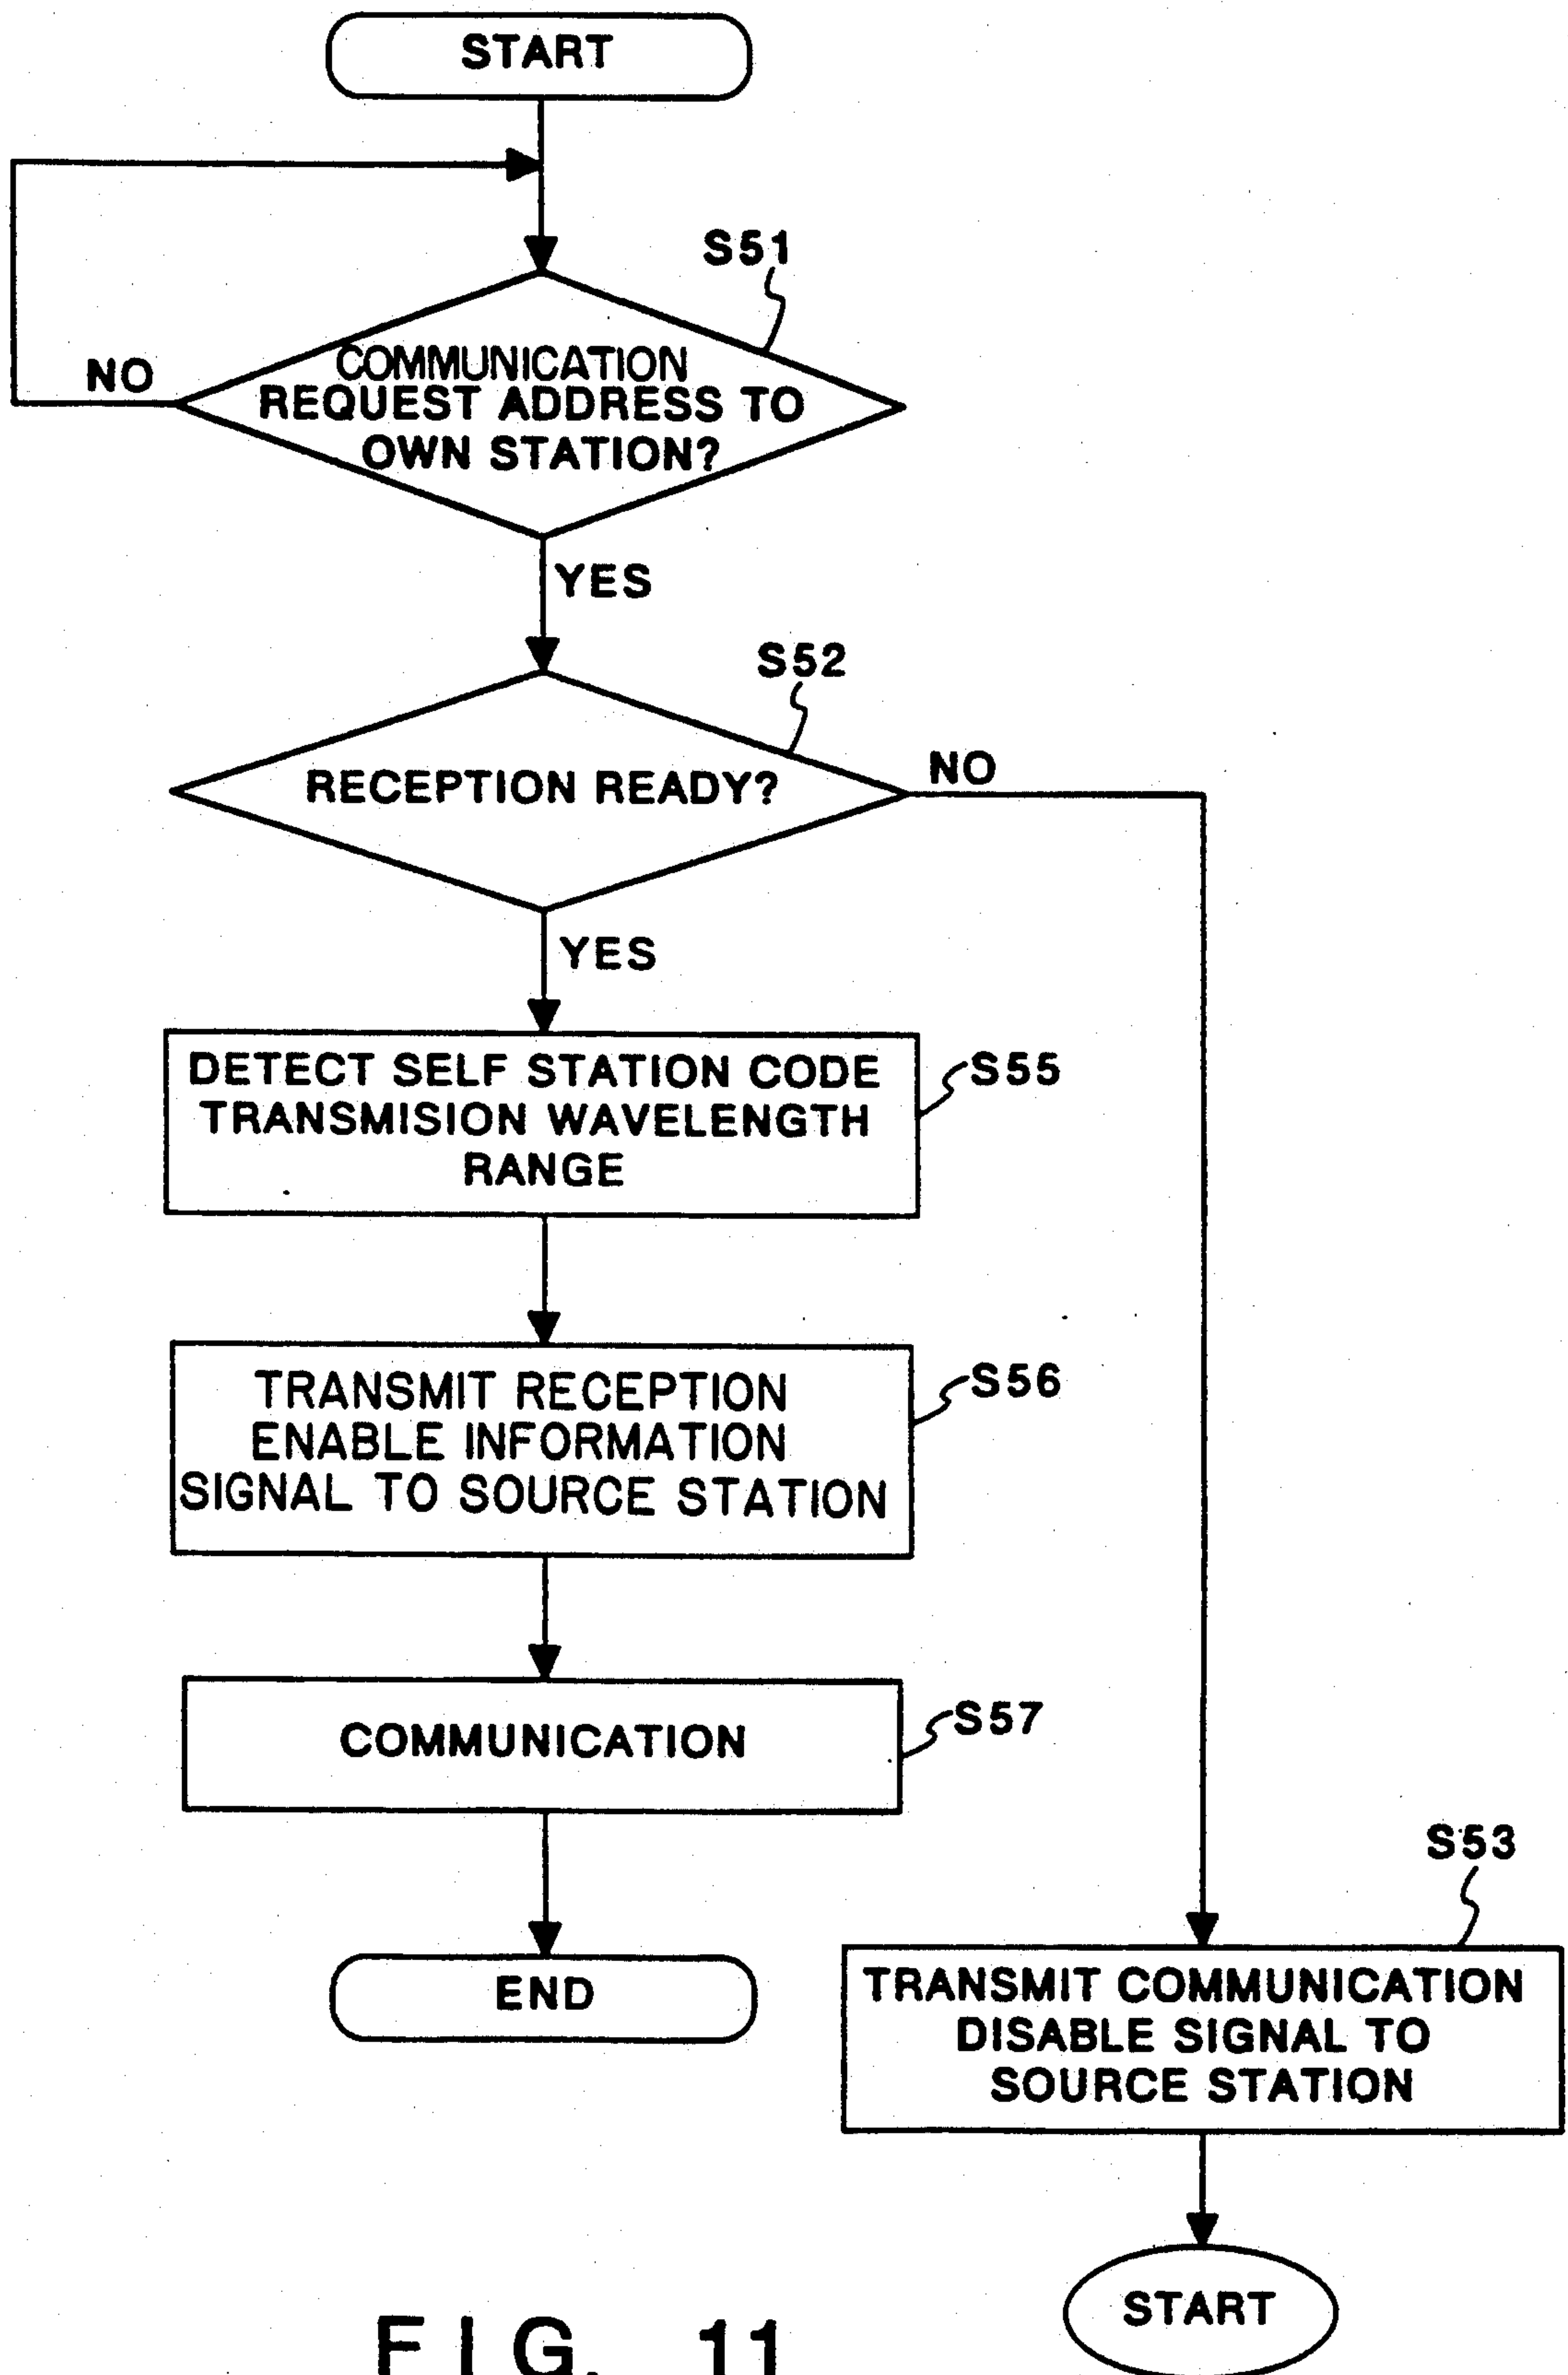 START
S51
NO
COMMUNICATION
REQUEST ADDRESS TO
OWN STATION?
YES
S52
NO
RECEPTION READY?
YES
DETECT SELF STATION CODE
TRANSMISION WAVELENGTH
RANGE
S55
TRANSMIT RECEPTION
ENABLE INFORMATION
SIGNAL TO SOURCE STATION
S56
COMMUNICATION
S57
END
S53
TRANSMIT COMMUNICATION
DISABLE SIGNAL TO
SOURCE STATION
START
FIG. 11